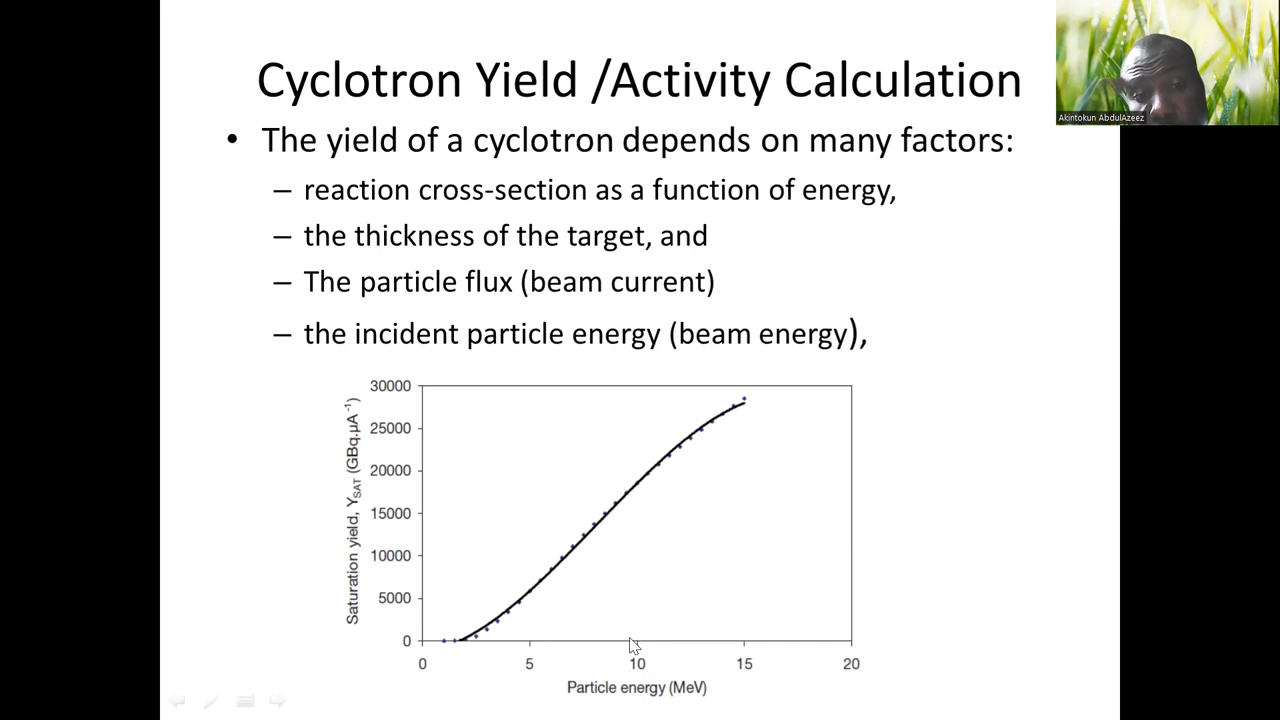 Cyclotron Yield /Activity Calculation
Akintokun AbdulAzeez
• The yield of a cyclotron depends on many factors:
– reaction cross-section as a function of energy,
– the thickness of the target, and
– The particle flux (beam current)
– the incident particle energy (beam energy),
30000
25000
20000
15000
10000
5000
0
Saturation yield, Y_SAT (GBq.µA⁻¹)
0 5 10 15 20
Particle energy (MeV)